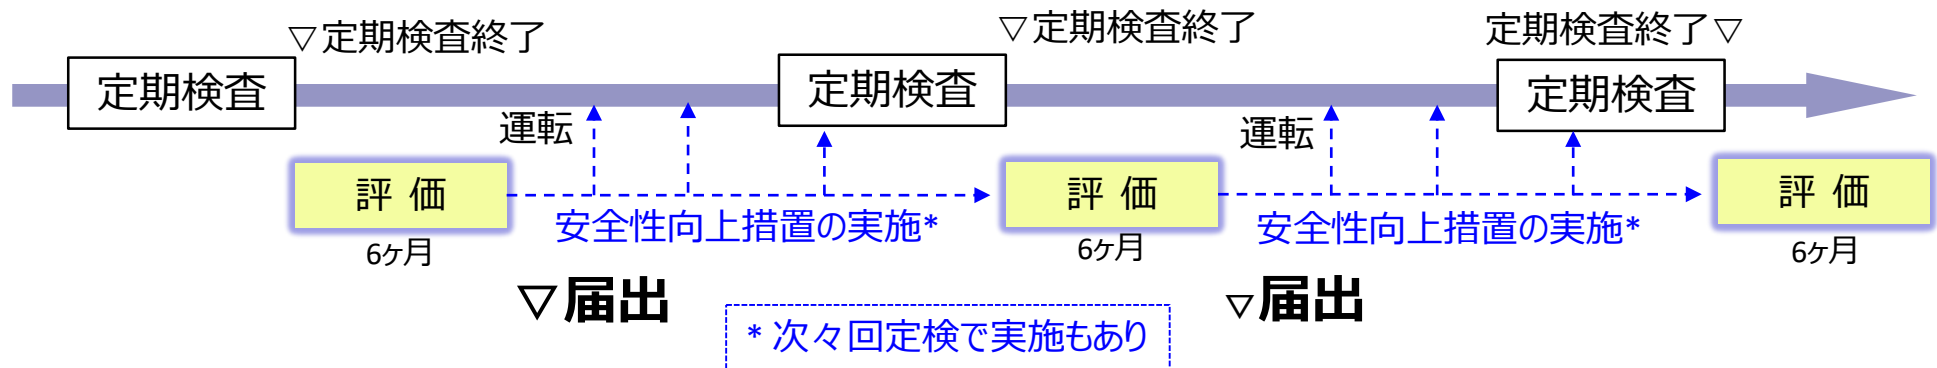 ▽定期検査終了
▽定期検査終了
定期検査終了▽
定期検査
定期検査
定期検査
運転
運転
評 価
評 価
評 価
安全性向上措置の実施*
安全性向上措置の実施*
6ヶ月
6ヶ月
6ヶ月
▽届出
▽届出
* 次々回定検で実施もあり